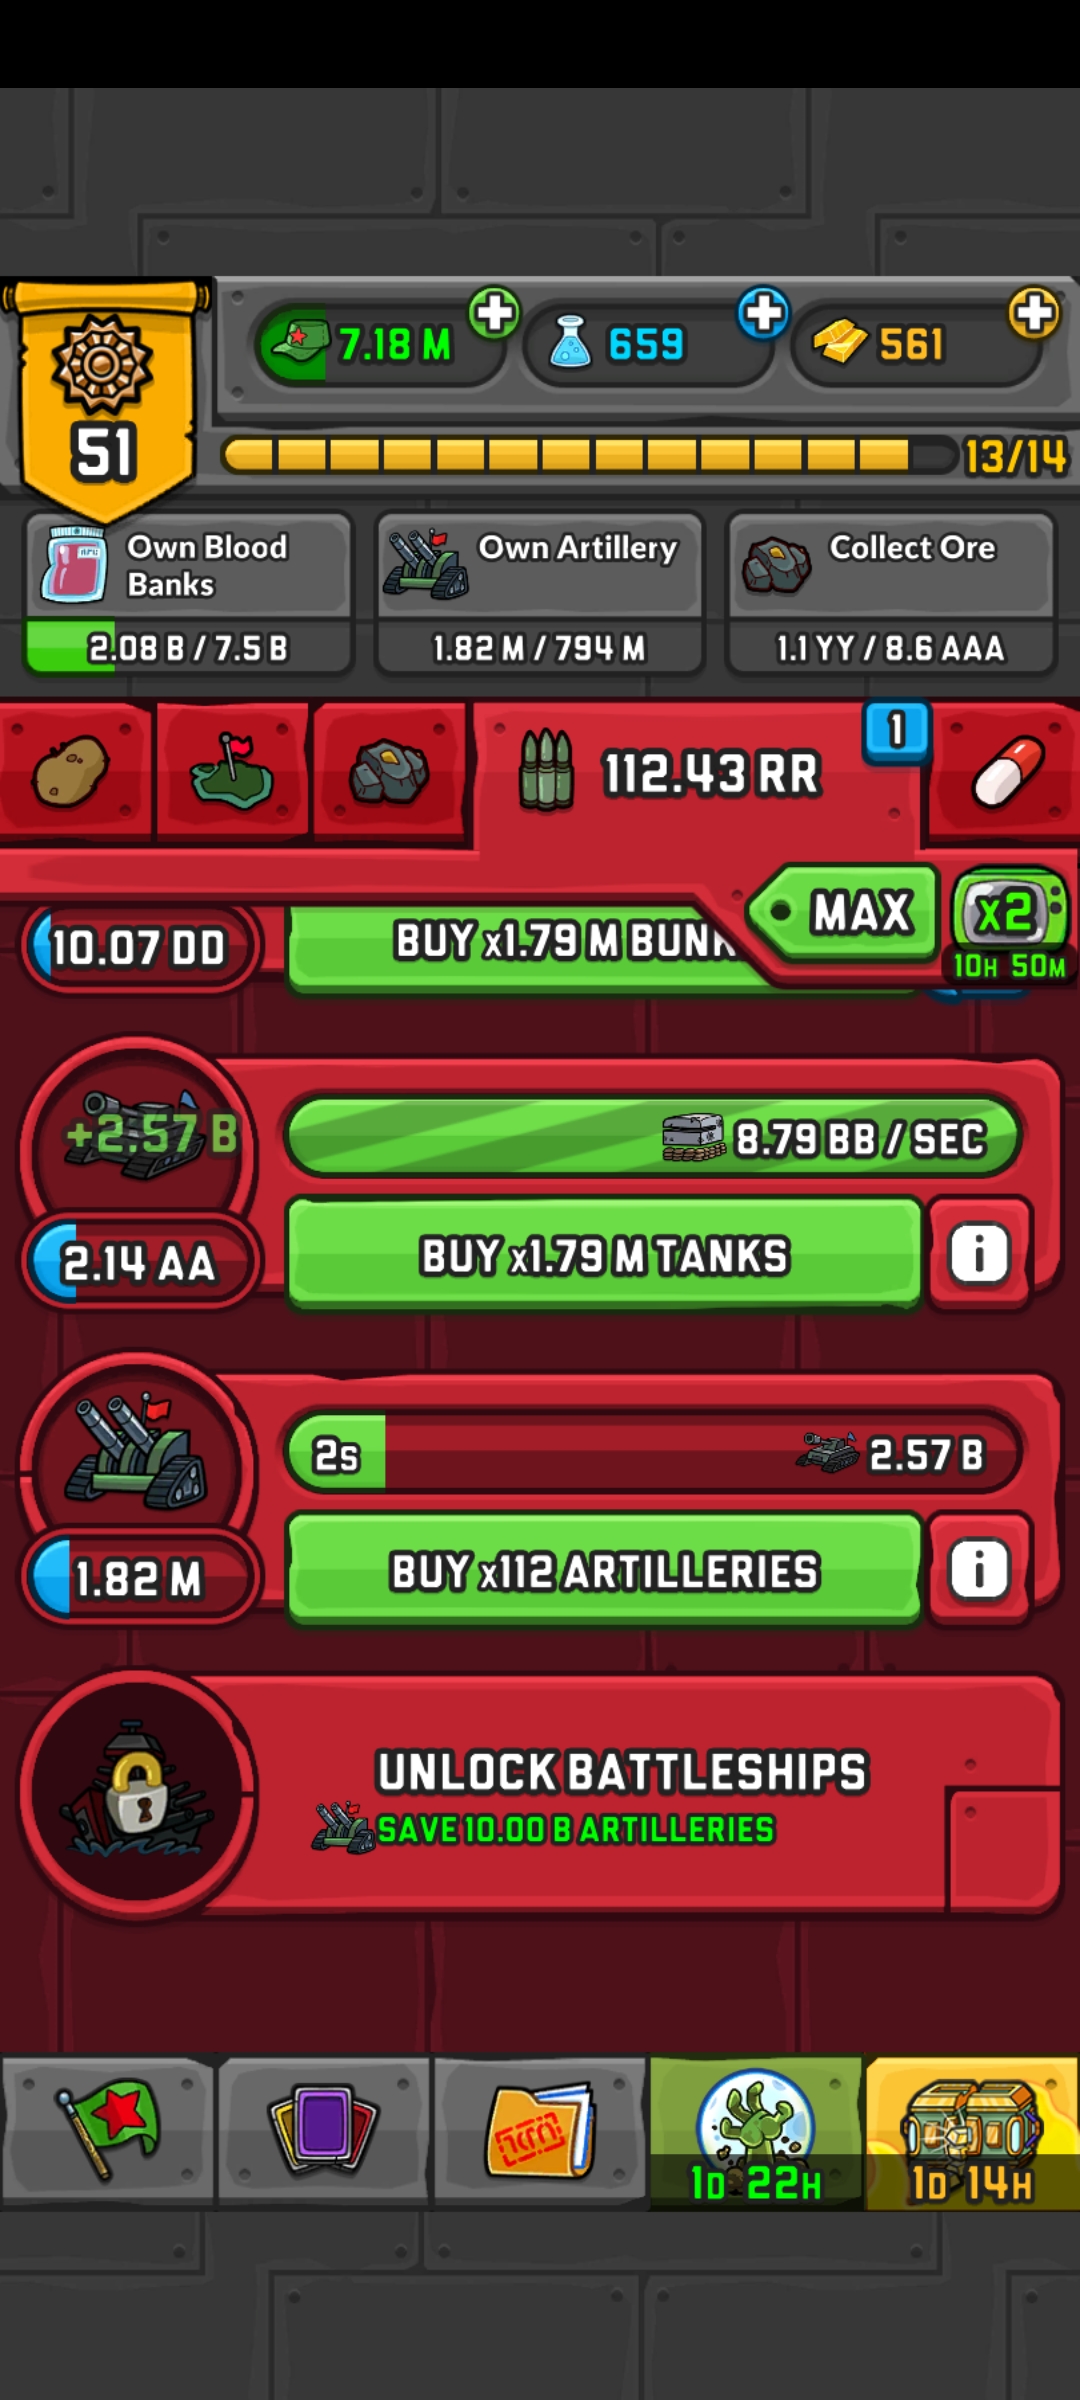 7.18 M
659
561
51
13/14
Own Blood
Banks
Own Artillery
Collect Ore
2.08 B / 7.5 B
1.82 M / 794 M
1.1 YY / 8.6 AAA
112.43 RR
1
MAX
x2
10H 50M
10.07 DD
BUY x1.79 M BUNK
+2.57 B
8.79 BB / SEC
2.14 AA
BUY x1.79 M TANKS
i
2s
2.57 B
1.82 M
BUY x112 ARTILLERIES
i
UNLOCK BATTLESHIPS
SAVE 10.00 B ARTILLERIES
1D 22H
1D 14H